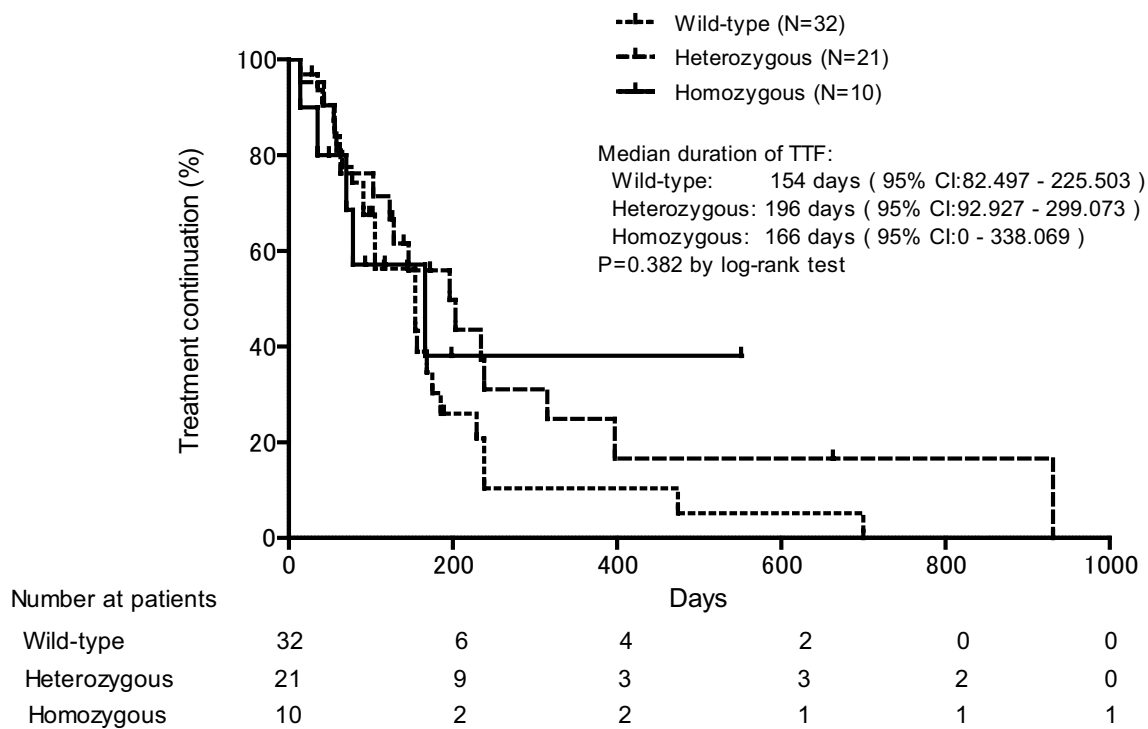 Wild-type (N=32)
Heterozygous (N=21)
Homozygous (N=10)
Median duration of TTF:
Wild-type: 154 days ( 95% CI:82.497 - 225.503 )
Heterozygous: 196 days ( 95% CI:92.927 - 299.073 )
Homozygous: 166 days ( 95% CI:0 - 338.069 )
P=0.382 by log-rank test
Treatment continuation (%)
100
80
60
40
20
0
0 200 400 600 800 1000
Days
Number at patients
Wild-type 32 6 4 2 0 0
Heterozygous 21 9 3 3 2 0
Homozygous 10 2 2 1 1 1